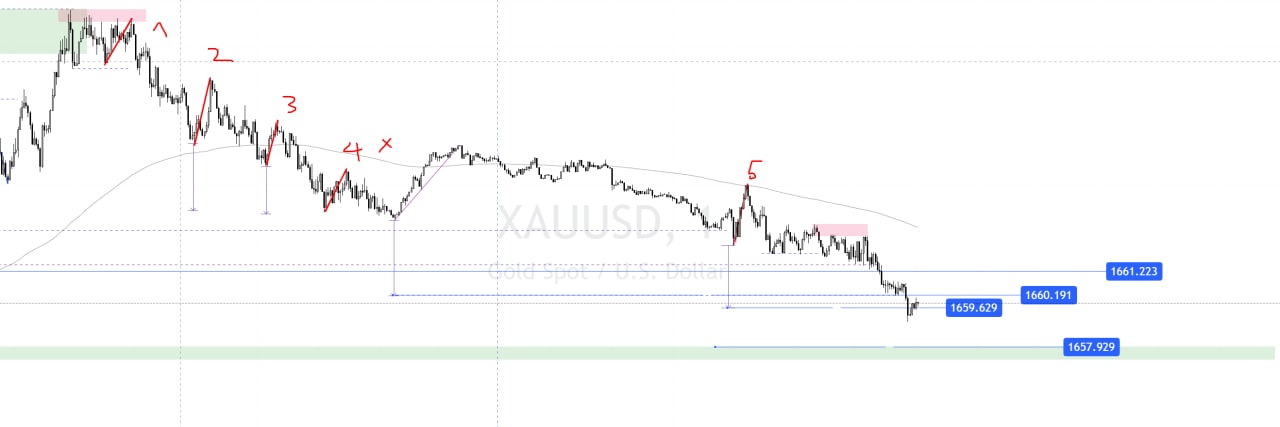 1
2
3
4 x
5
XAUUSD, 1
Gold Spot / U.S. Dollar
1661.223
1660.191
1659.629
1657.929